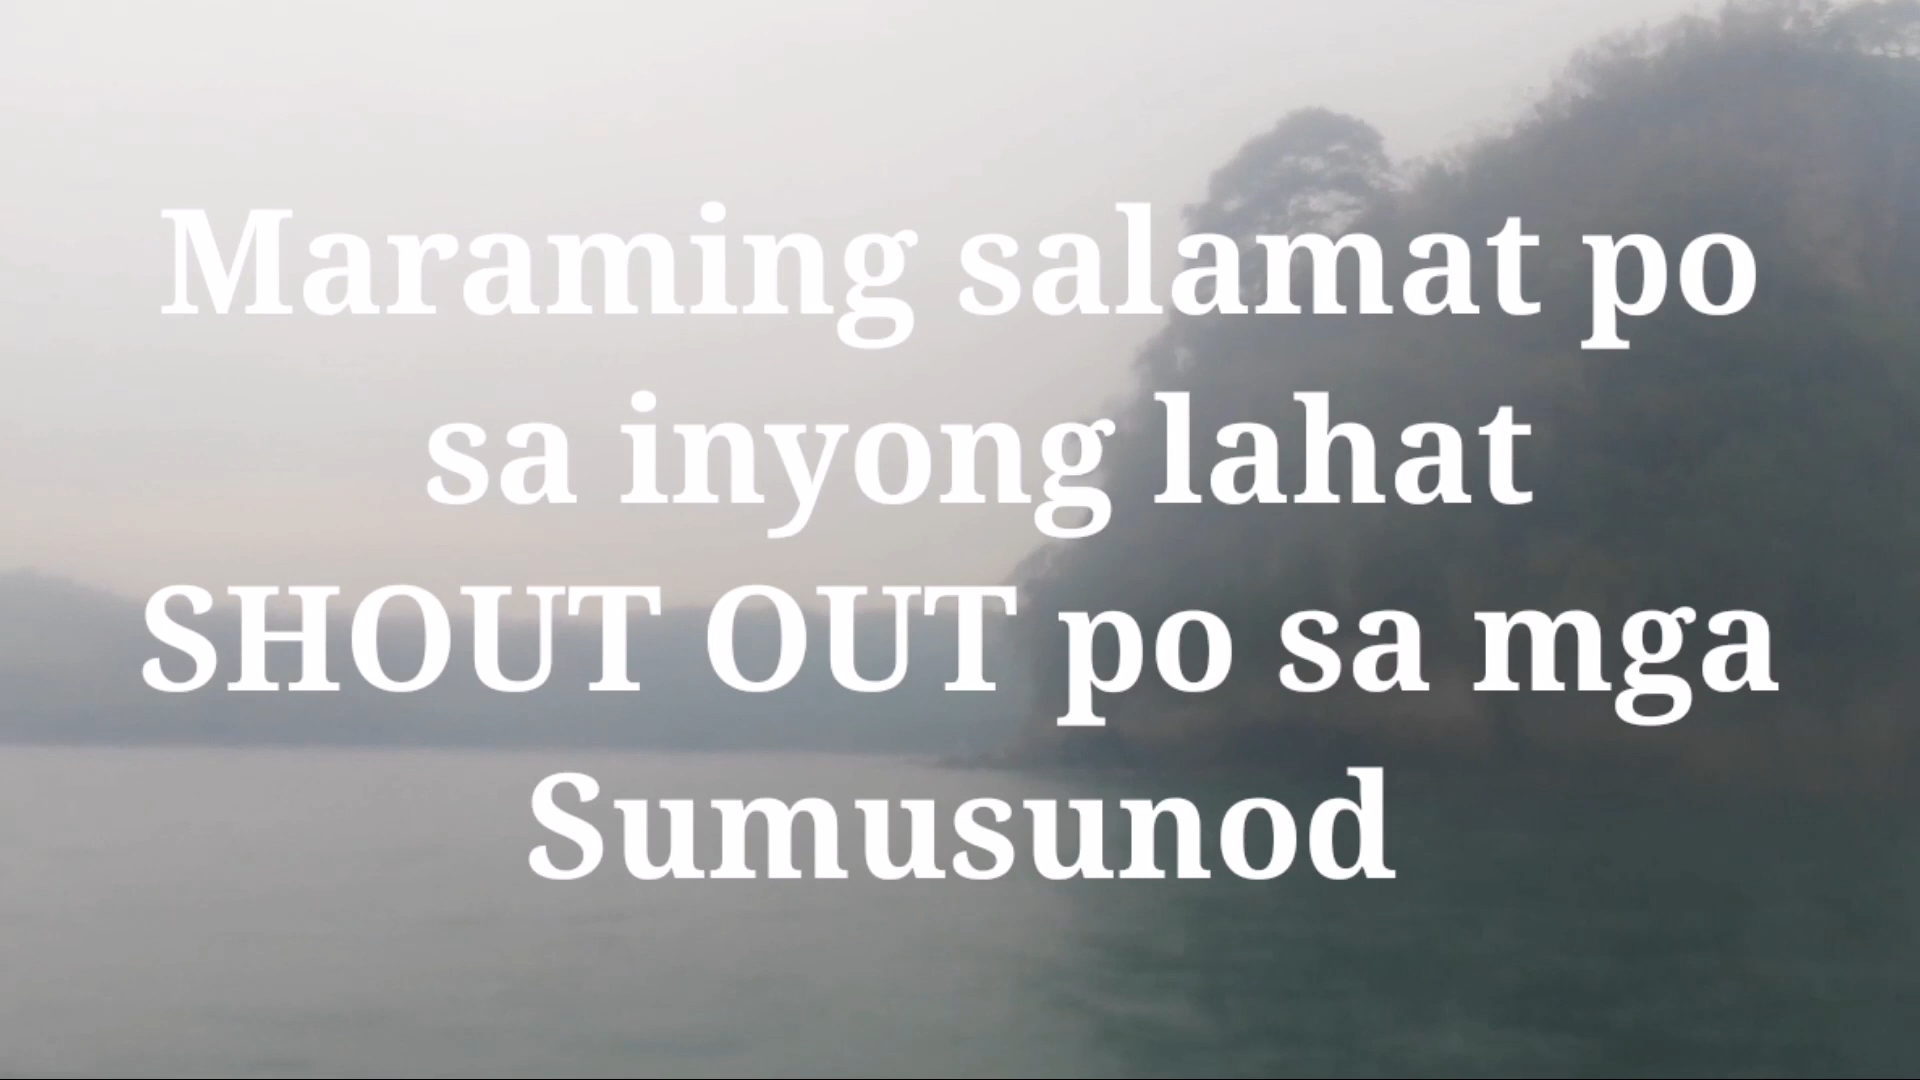 Maraming salamat po
sa inyong lahat
SHOUT OUT po sa mga
Sumusunod